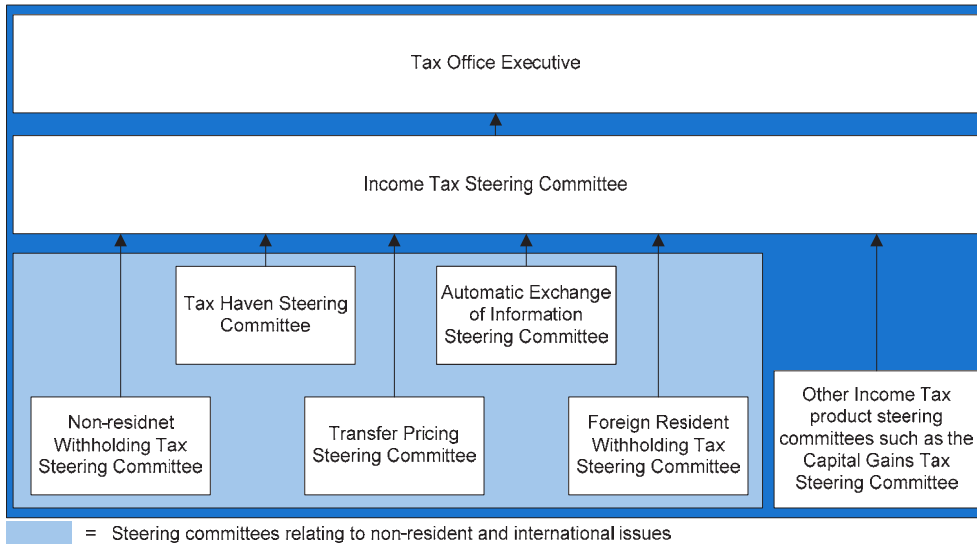 Tax Office Executive
Income Tax Steering Committee
Tax Haven Steering
Committee
Automatic Exchange
of Information
Steering Committee
Non-residnet
Withholding Tax
Steering Committee
Transfer Pricing
Steering Committee
Foreign Resident
Withholding Tax
Steering Committee
Other Income Tax
product steering
committees such as the
Capital Gains Tax
Steering Committee
= Steering committees relating to non-resident and international issues